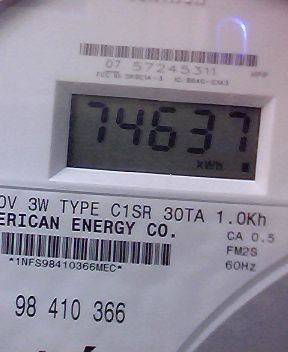 07 57245311
74637
kWh
0V 3W TYPE C1SR 30TA 1.0Kh
ERICAN ENERGY CO.
CA 0.5
FM2S
60Hz
*1NFS98410366MEC*
98 410 366